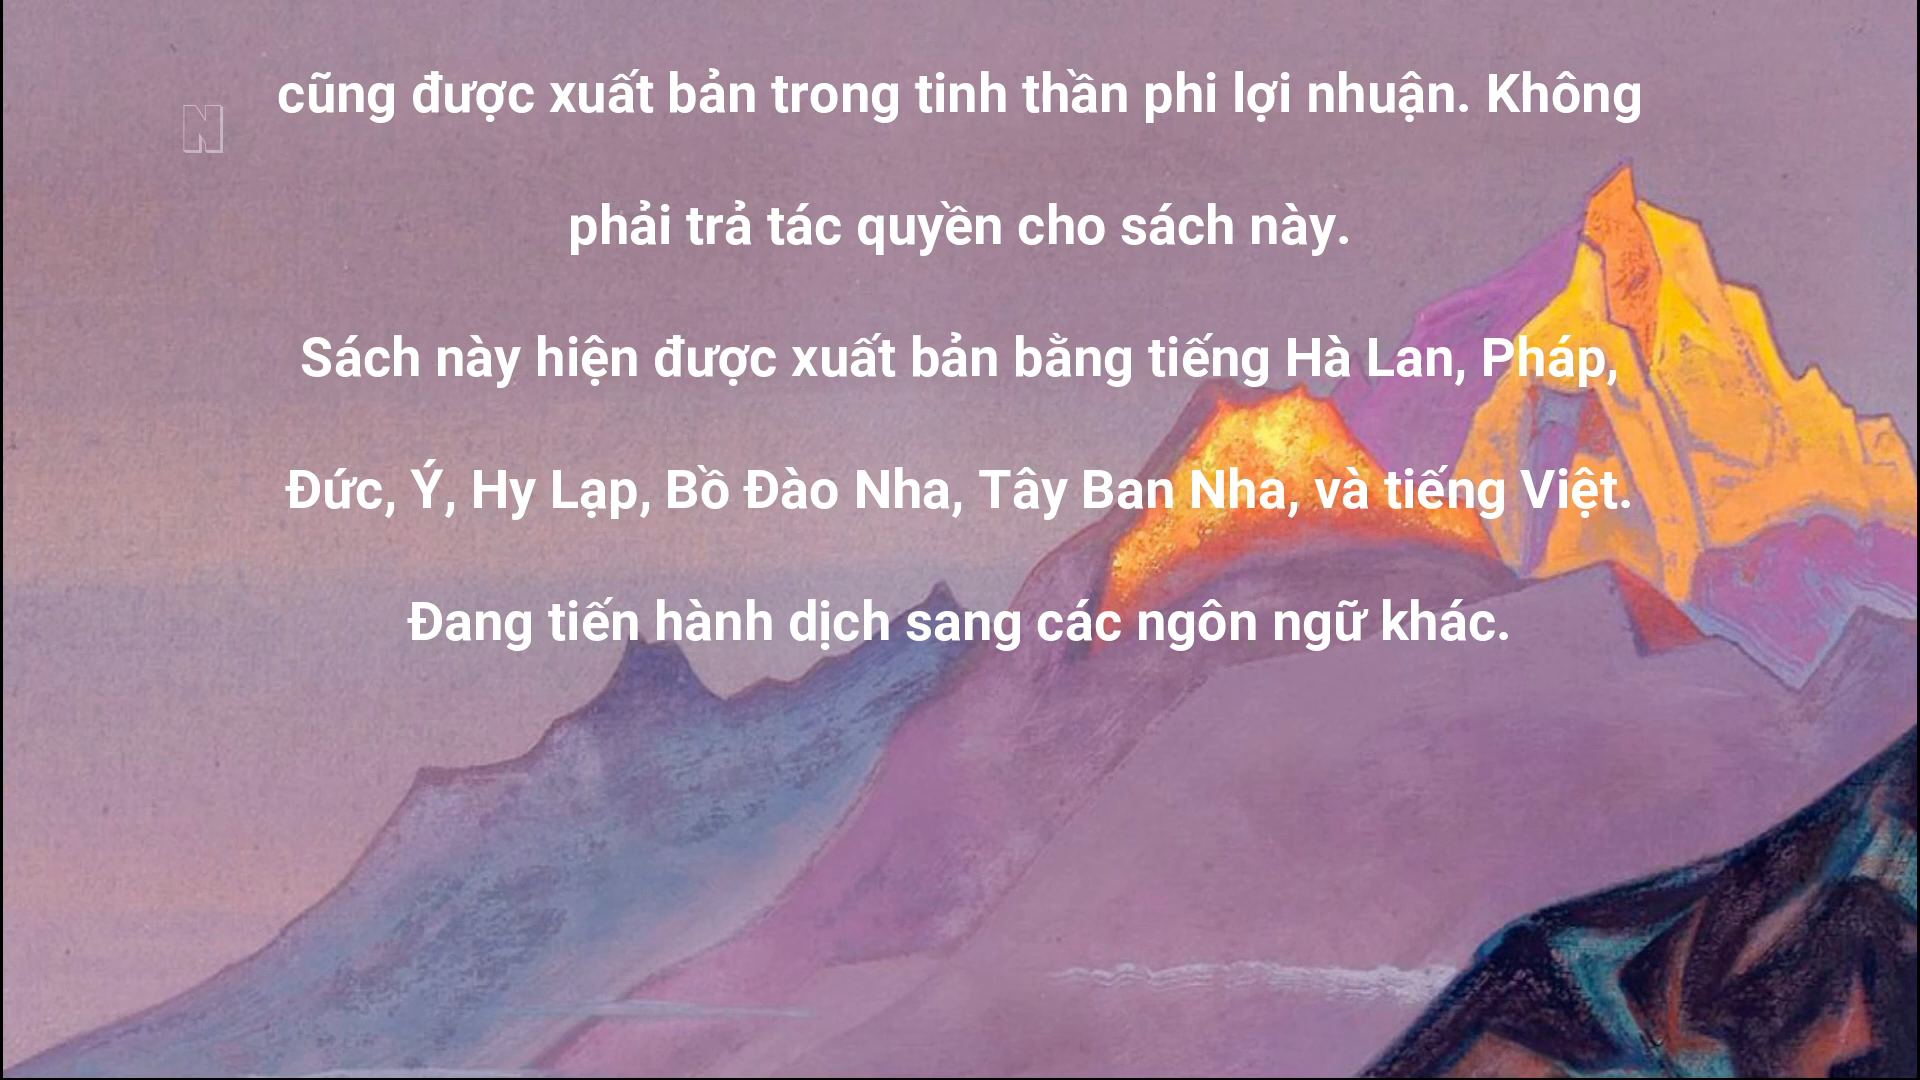 cũng được xuất bản trong tinh thần phi lợi nhuận. Không
N
phải trả tác quyền cho sách này.
Sách này hiện được xuất bản bằng tiếng Hà Lan, Pháp,
Đức, Ý, Hy Lạp, Bồ Đào Nha, Tây Ban Nha, và tiếng Việt.
Đang tiến hành dịch sang các ngôn ngữ khác.